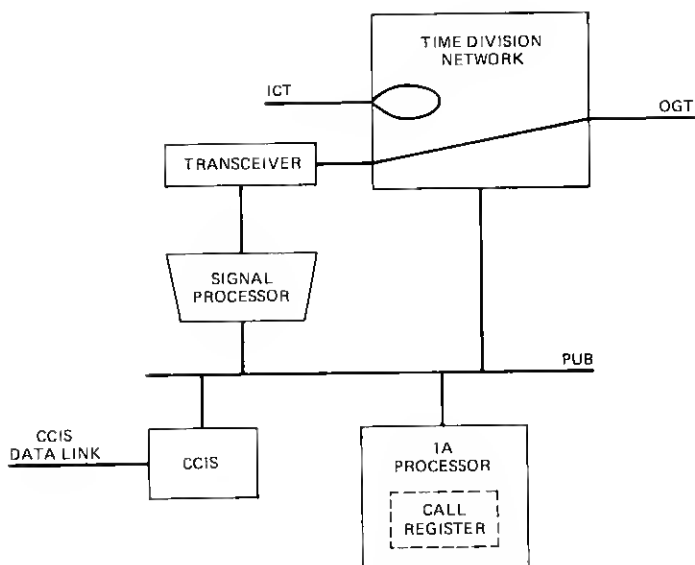 TIME DIVISION
NETWORK
ICT
OGT
TRANSCEIVER
SIGNAL
PROCESSOR
PUB
CCIS
DATA LINK
CCIS
1A
PROCESSOR
CALL
REGISTER